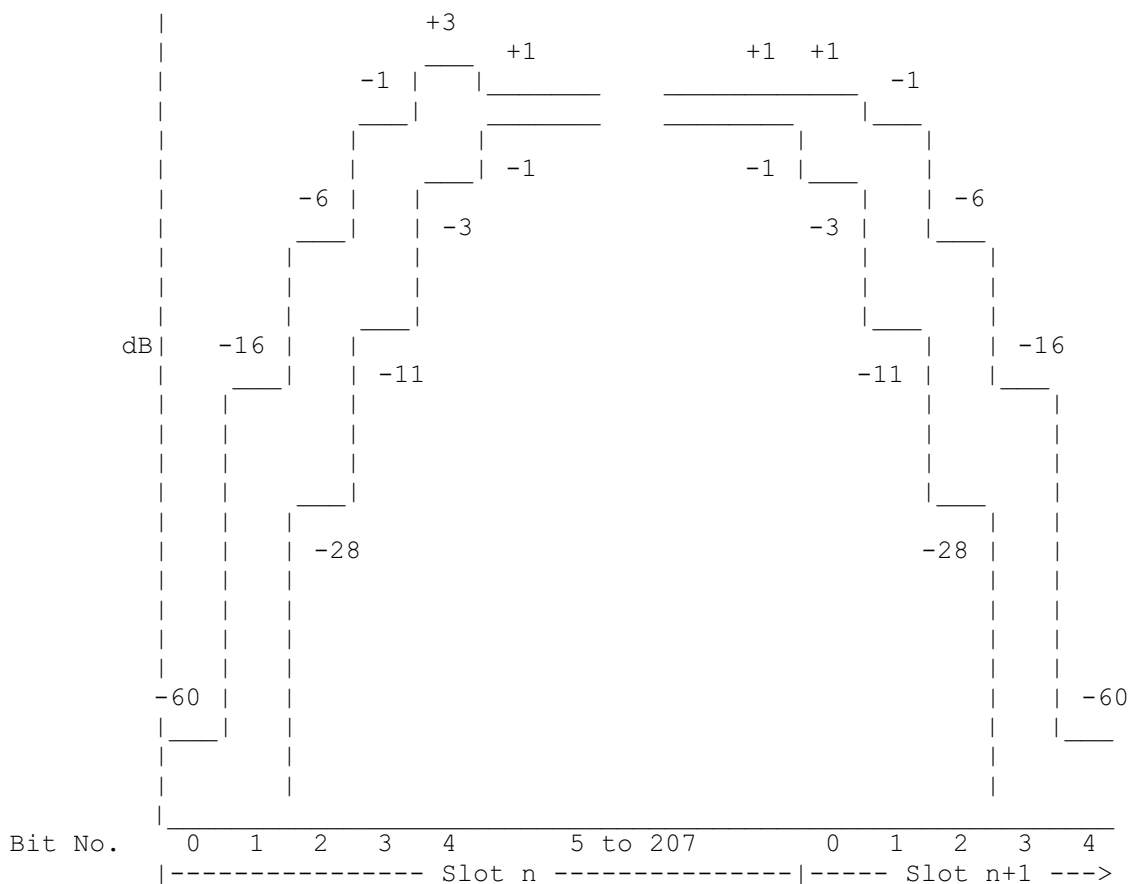 +3
+1 +1 +1
-1 -1
-1 -1
-6 -6
-3 -3
dB -16 -16
-11 -11
-28 -28
-60 -60
Bit No. 0 1 2 3 4 5 to 207 0 1 2 3 4
|---------------- Slot n ---------------|----- Slot n+1 --->